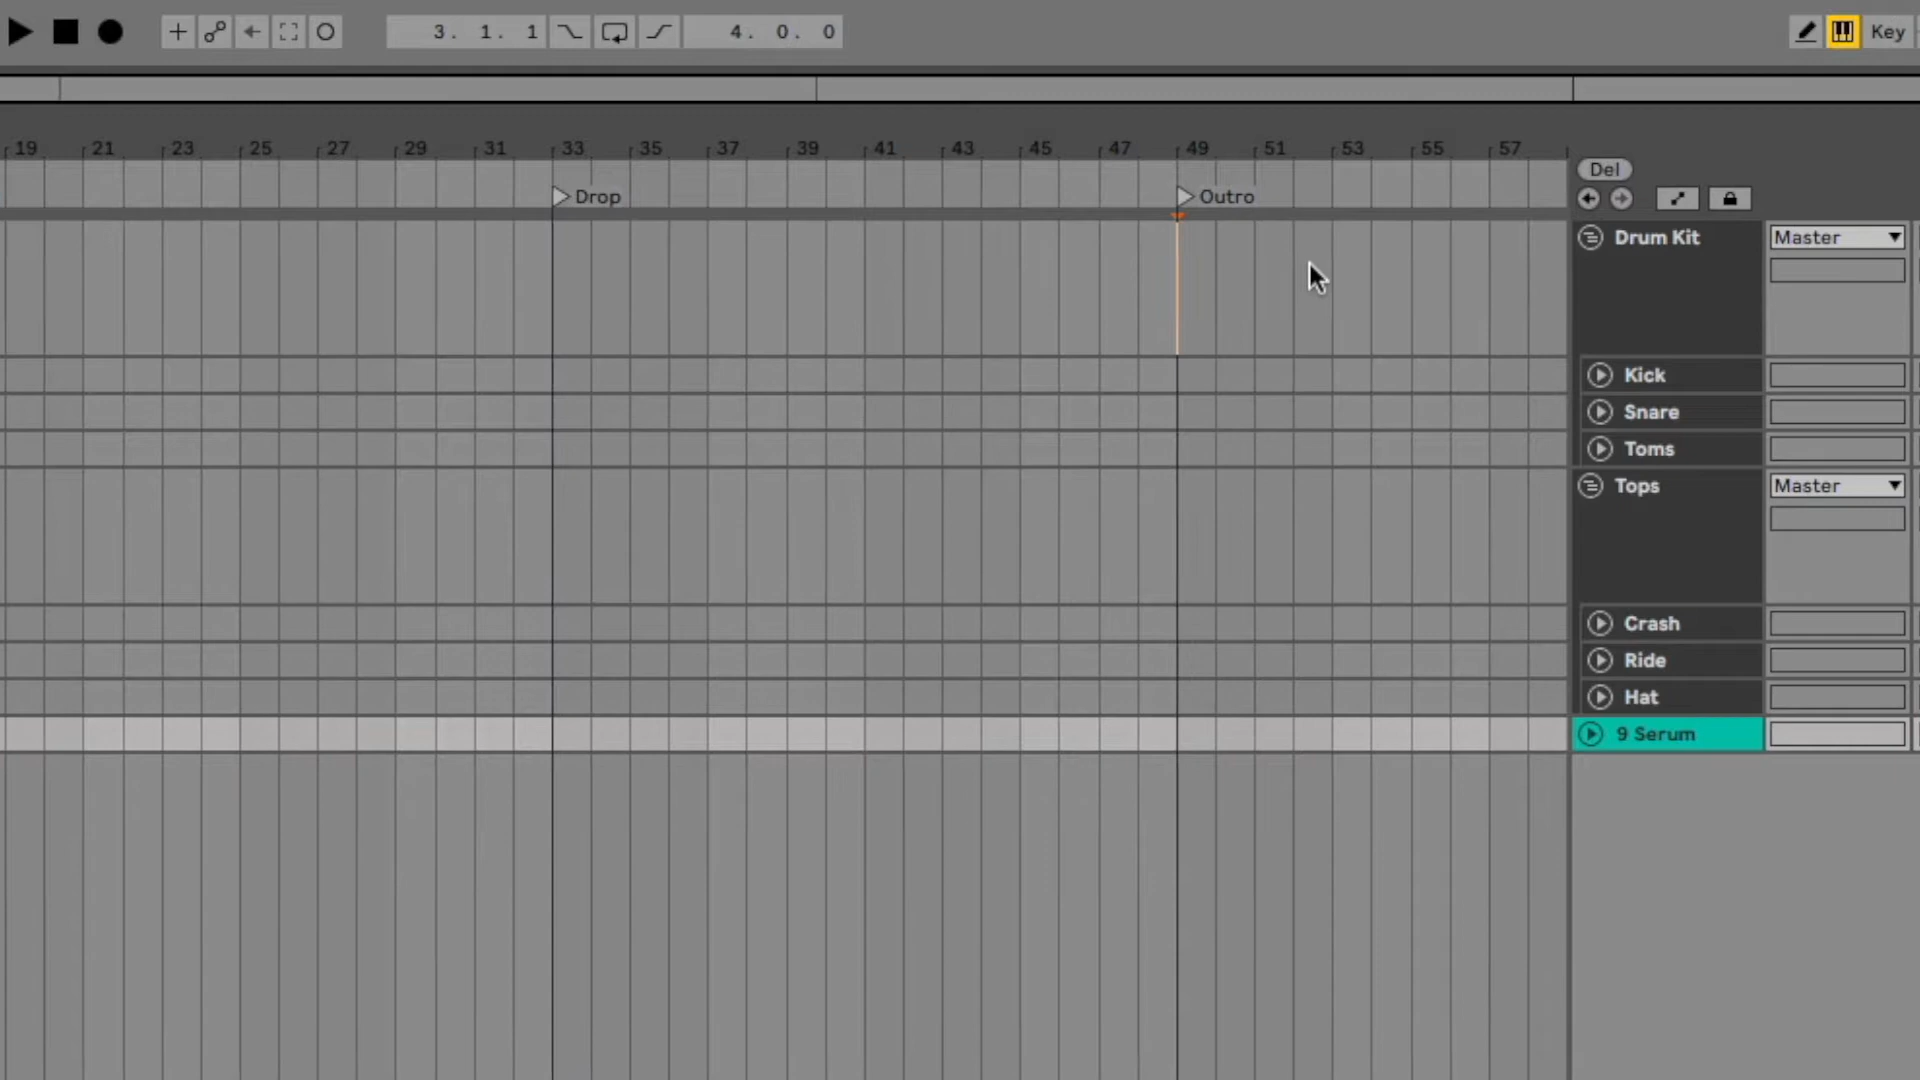 3. 1. 1
4. 0. 0
Key
19 21 23 25 27 29 31 33 35 37 39 41 43 45 47 49 51 53 55 57
Del
Drop
Outro
Drum Kit
Master
Kick
Snare
Toms
Tops
Master
Crash
Ride
Hat
9 Serum